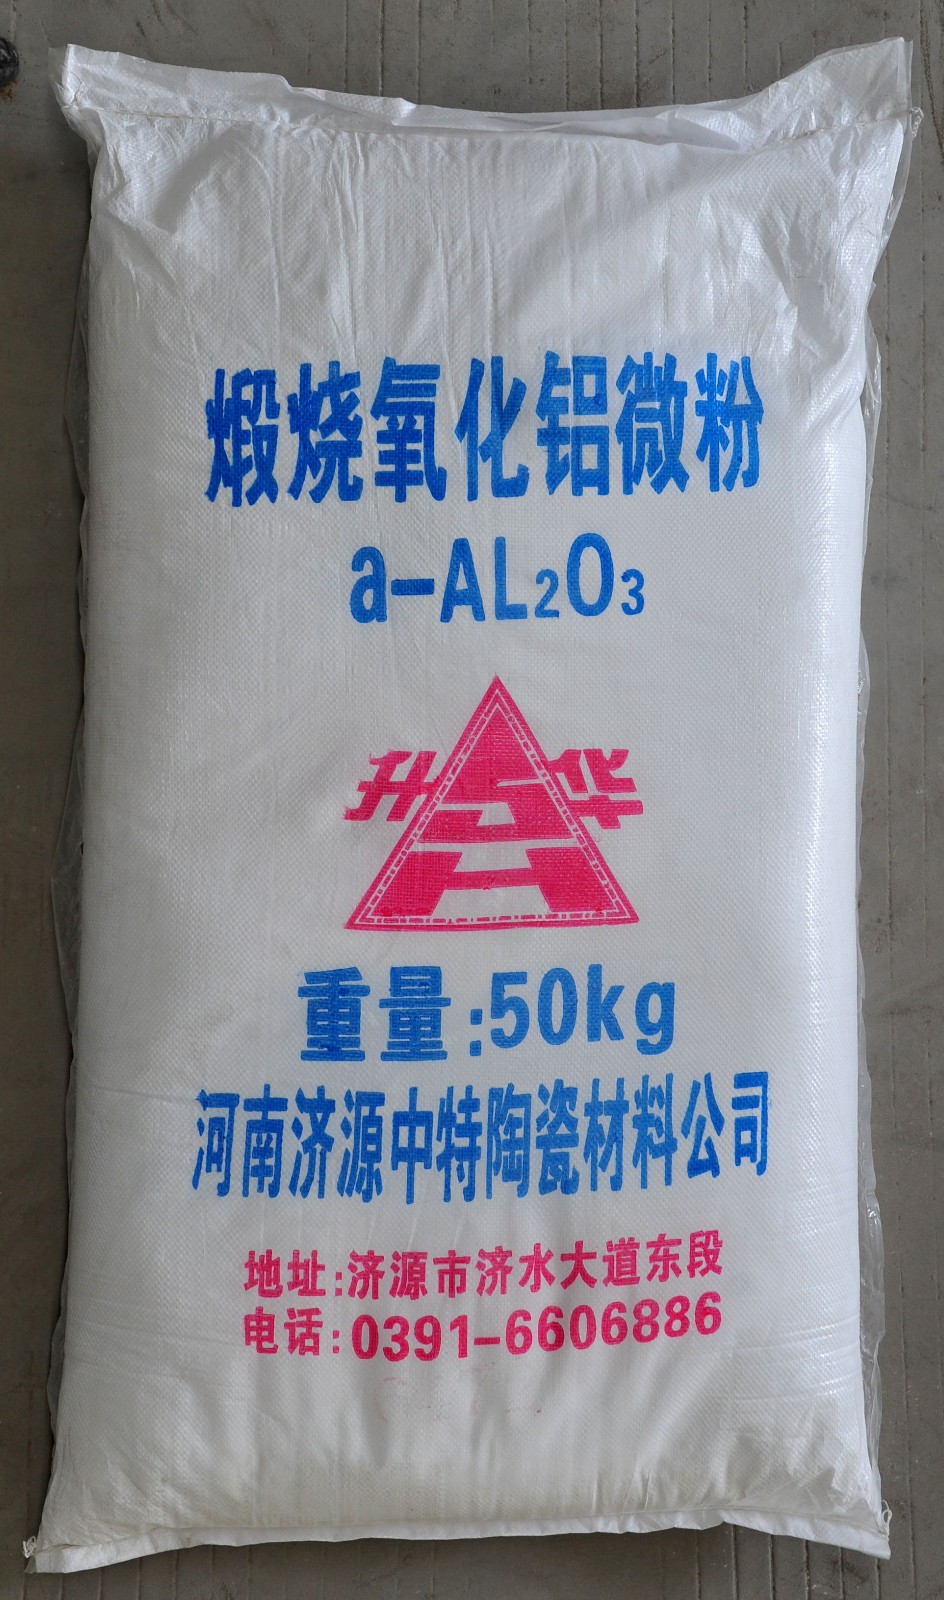 煅烧氧化铝微粉
a-AL₂O₃
升华
重量:50kg
河南济源中特陶瓷材料公司
地址:济源市济水大道东段
电话:0391-6606886